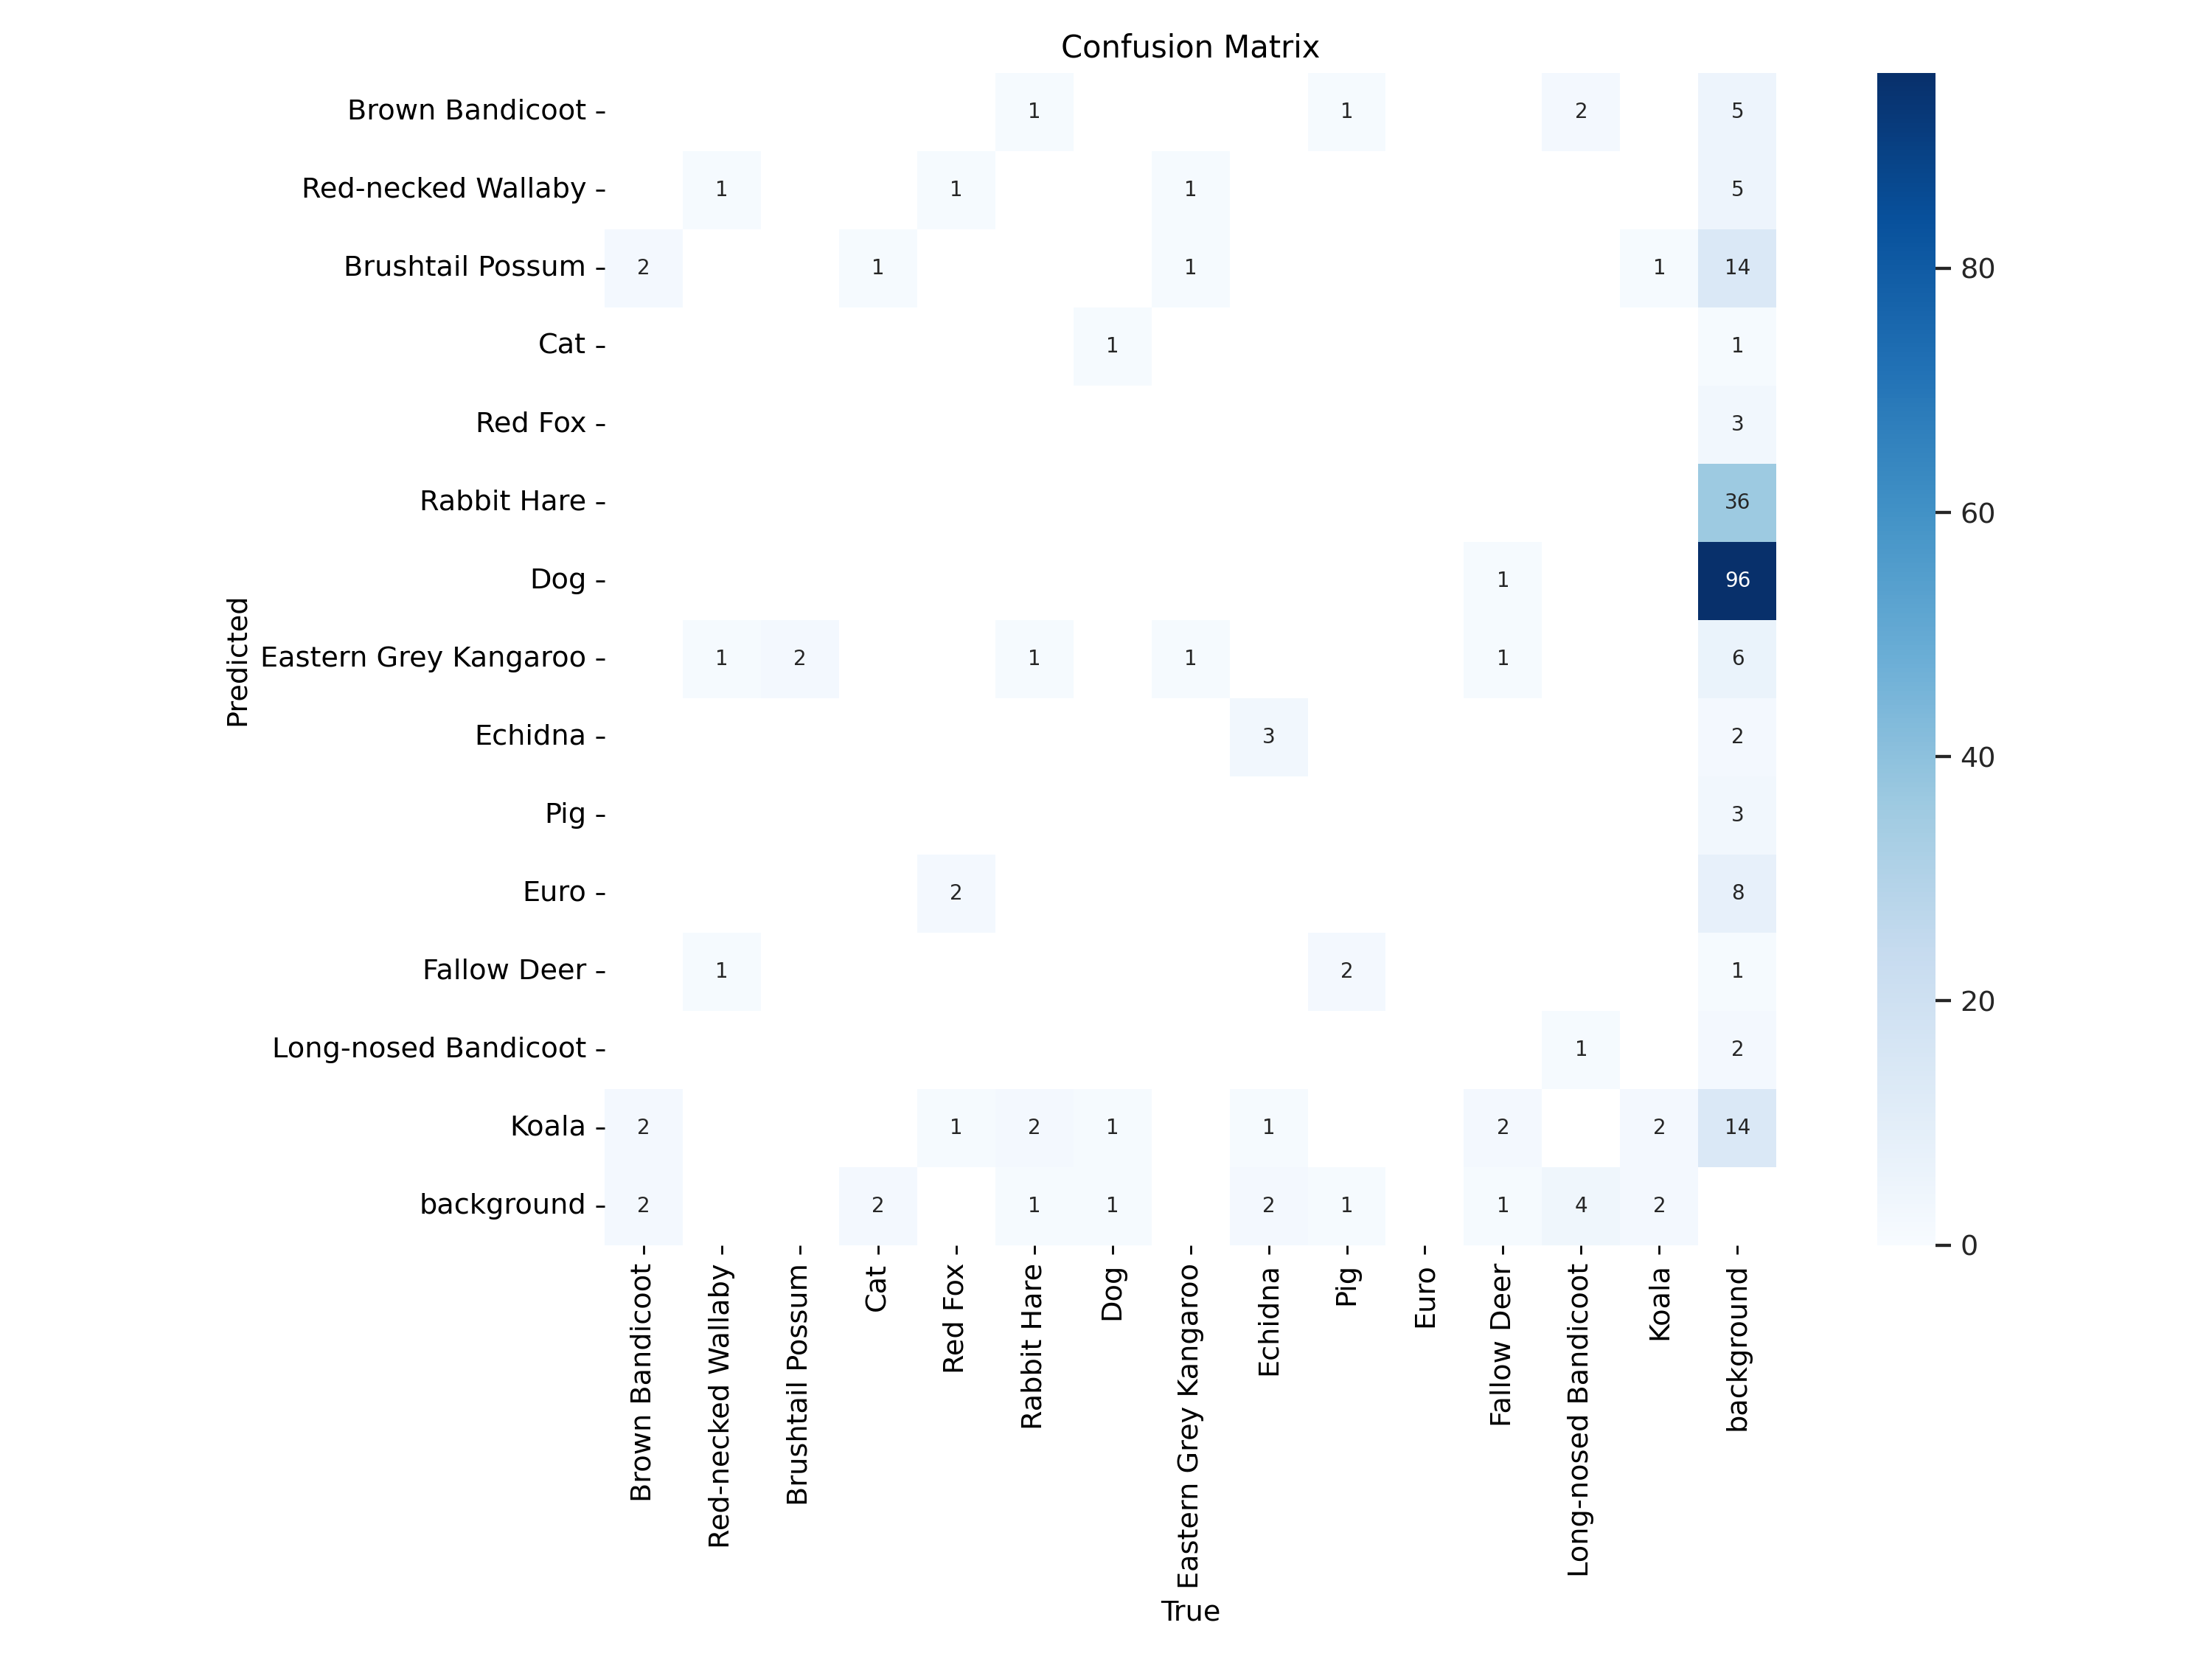 Confusion Matrix
Predicted
Brown Bandicoot 1 1 2 5
Red-necked Wallaby 1 1 1 5
Brushtail Possum 2 1 1 1 14
Cat 1 1
Red Fox 3
Rabbit Hare 36
Dog 1 96
Eastern Grey Kangaroo 1 2 1 1 1 6
Echidna 3 2
Pig 3
Euro 2 8
Fallow Deer 1 2 1
Long-nosed Bandicoot 1 2
Koala 2 1 2 1 1 2 2 14
background 2 2 1 1 2 1 1 4 2
Brown Bandicoot
Red-necked Wallaby
Brushtail Possum
Cat
Red Fox
Rabbit Hare
Dog
Eastern Grey Kangaroo
Echidna
Pig
Euro
Fallow Deer
Long-nosed Bandicoot
Koala
background
True
80
60
40
20
0